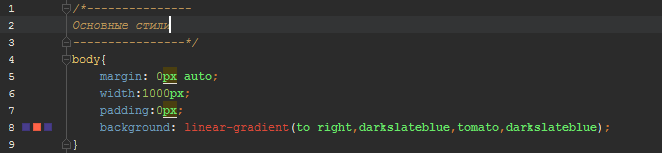 1 /*---------------
2 Основные стили
3 ---------------*/
4 body{
5 margin: 0px auto;
6 width:1000px;
7 padding:0px;
8 background: linear-gradient(to right,darkslateblue,tomato,darkslateblue);
9 }